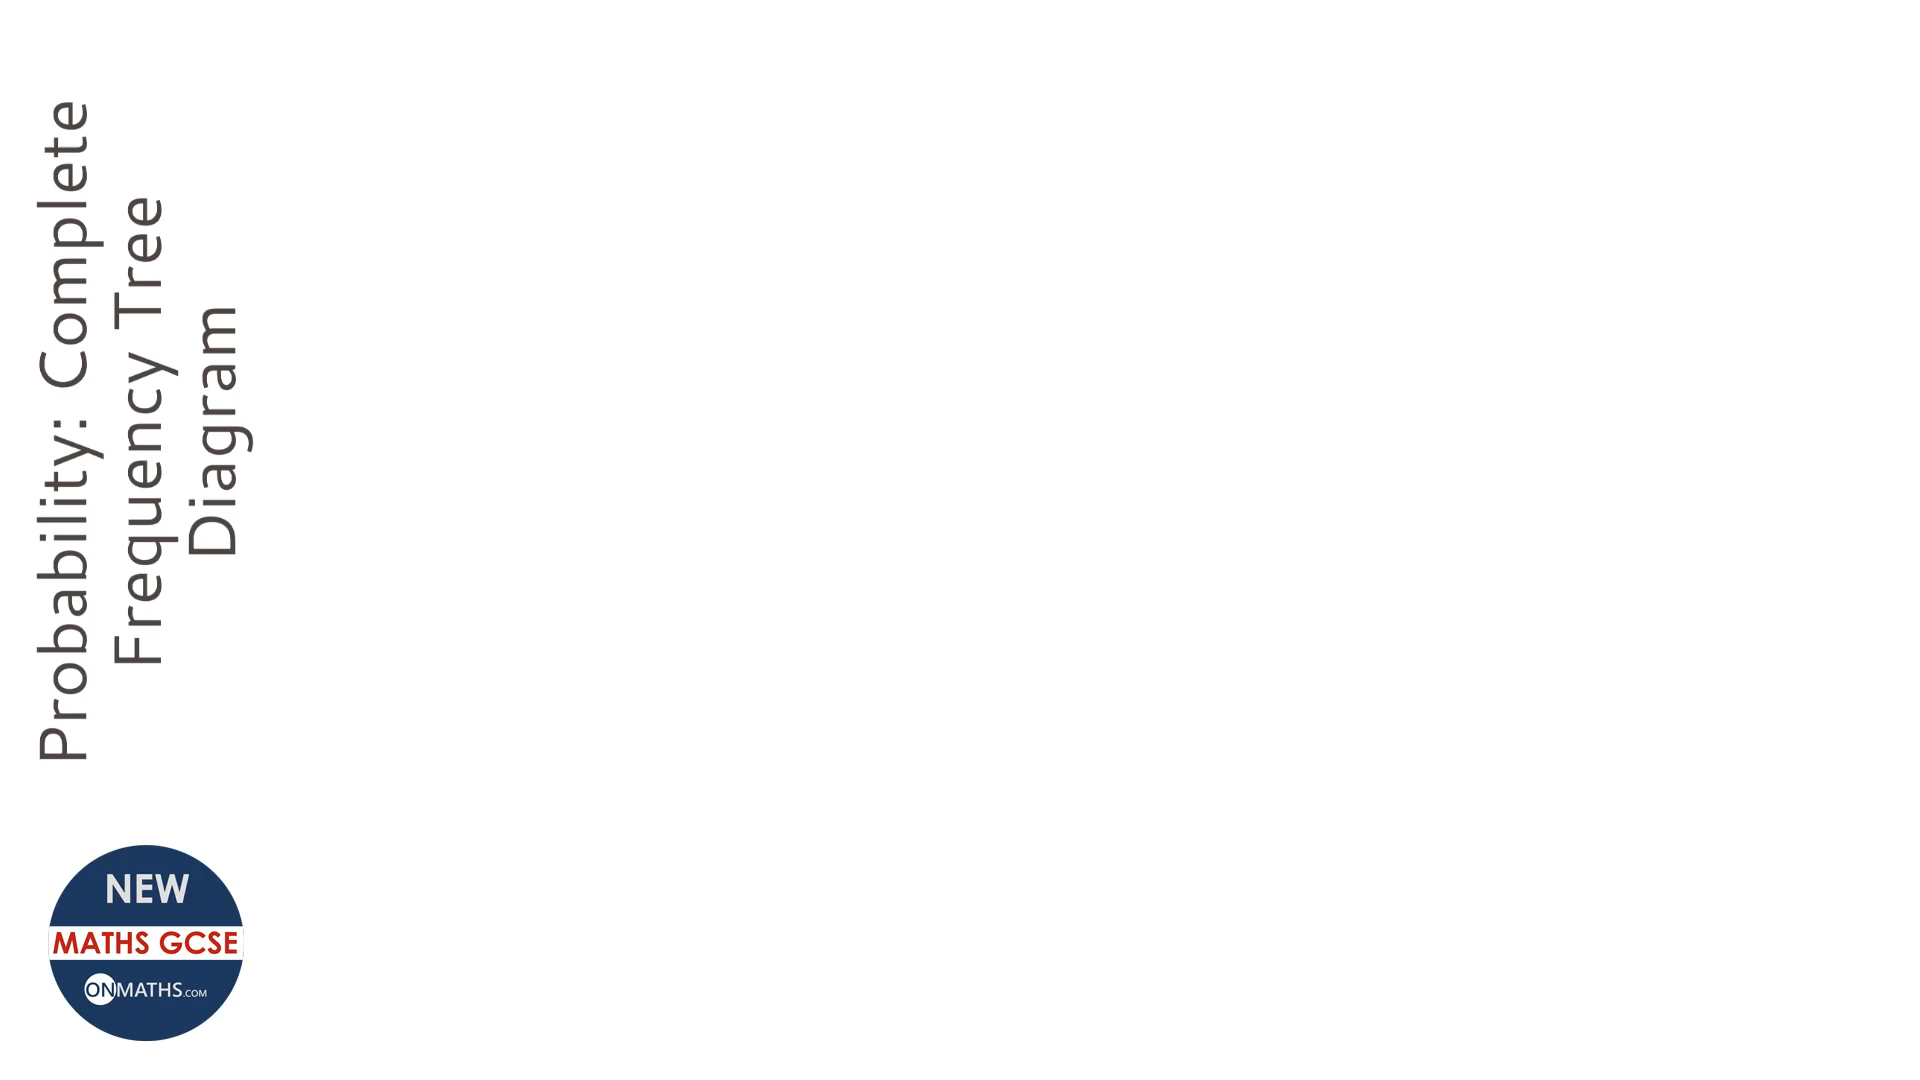 Probability: Complete
Frequency Tree
Diagram
NEW
MATHS GCSE
ONMATHS.COM